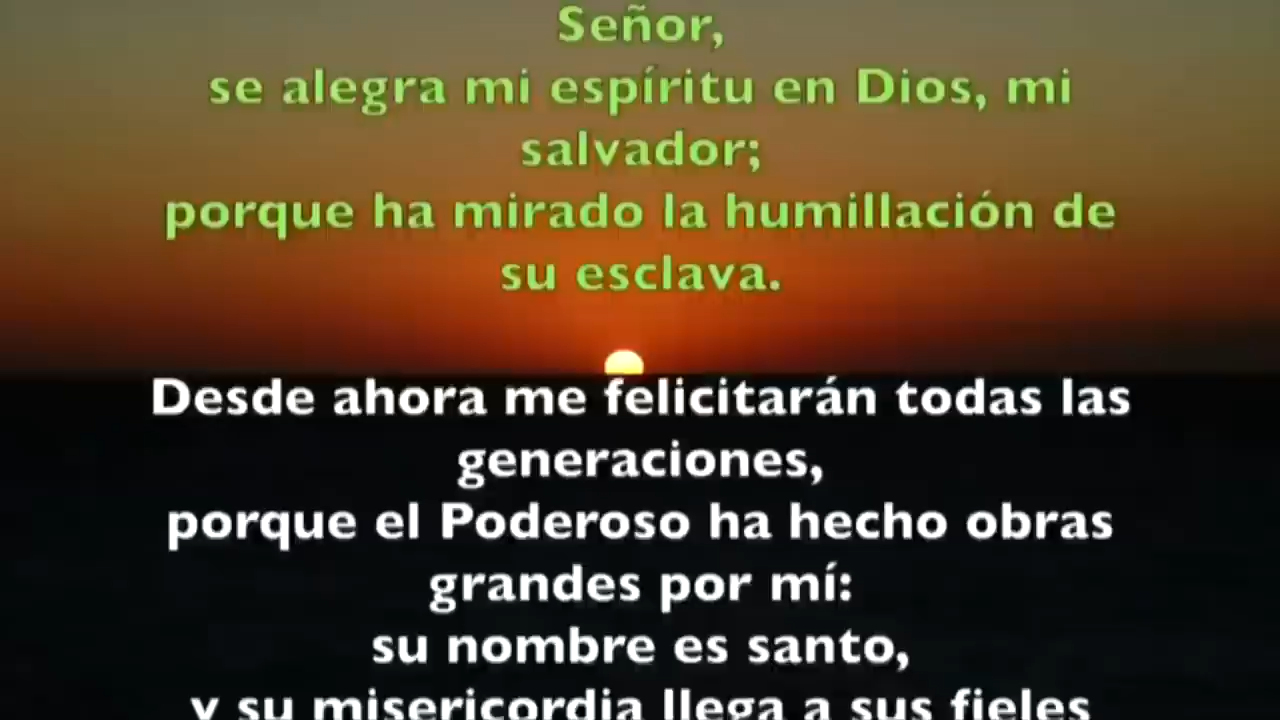 Señor,
se alegra mi espíritu en Dios, mi
salvador;
porque ha mirado la humillación de
su esclava.
Desde ahora me felicitarán todas las
generaciones,
porque el Poderoso ha hecho obras
grandes por mí:
su nombre es santo,
y su misericordia llega a sus fieles